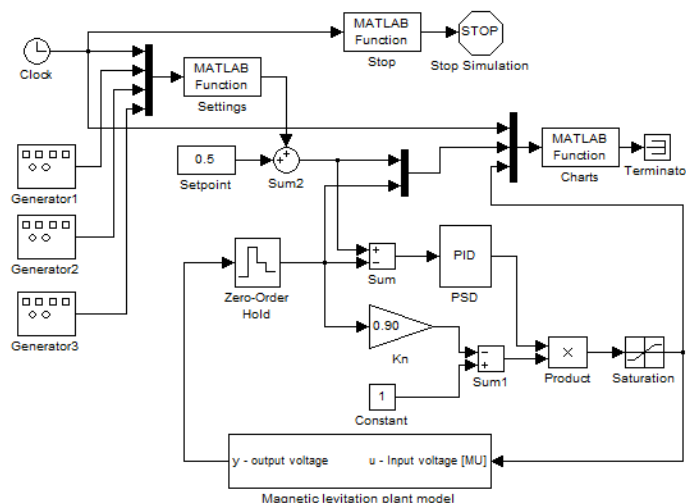 MATLAB
Function
Stop
STOP
Stop Simulation
Clock
MATLAB
Function
Settings
0.5
Setpoint
+
+
Sum2
MATLAB
Function
Charts
Terminato
Generator1
Generator2
Generator3
Zero-Order
Hold
+
−
Sum
PID
PSD
0.90
Kn
−
+
Sum1
×
Product
Saturation
1
Constant
y - output voltage
u - Input voltage [MU]
Magnetic levitation plant model